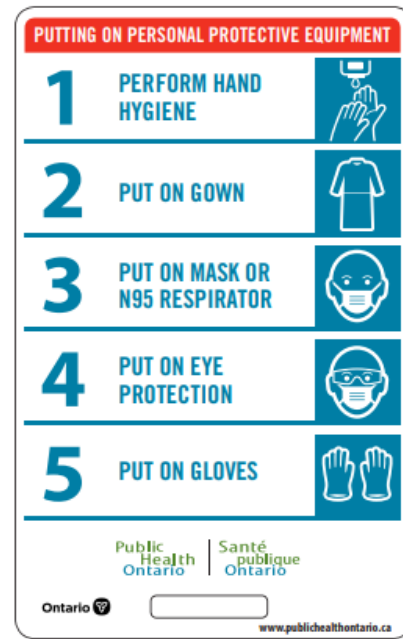 PUTTING ON PERSONAL PROTECTIVE EQUIPMENT
1
PERFORM HAND
HYGIENE
2
PUT ON GOWN
3
PUT ON MASK OR
N95 RESPIRATOR
4
PUT ON EYE
PROTECTION
5
PUT ON GLOVES
Public
Health
Ontario
Santé
publique
Ontario
Ontario
www.publichealthontario.ca